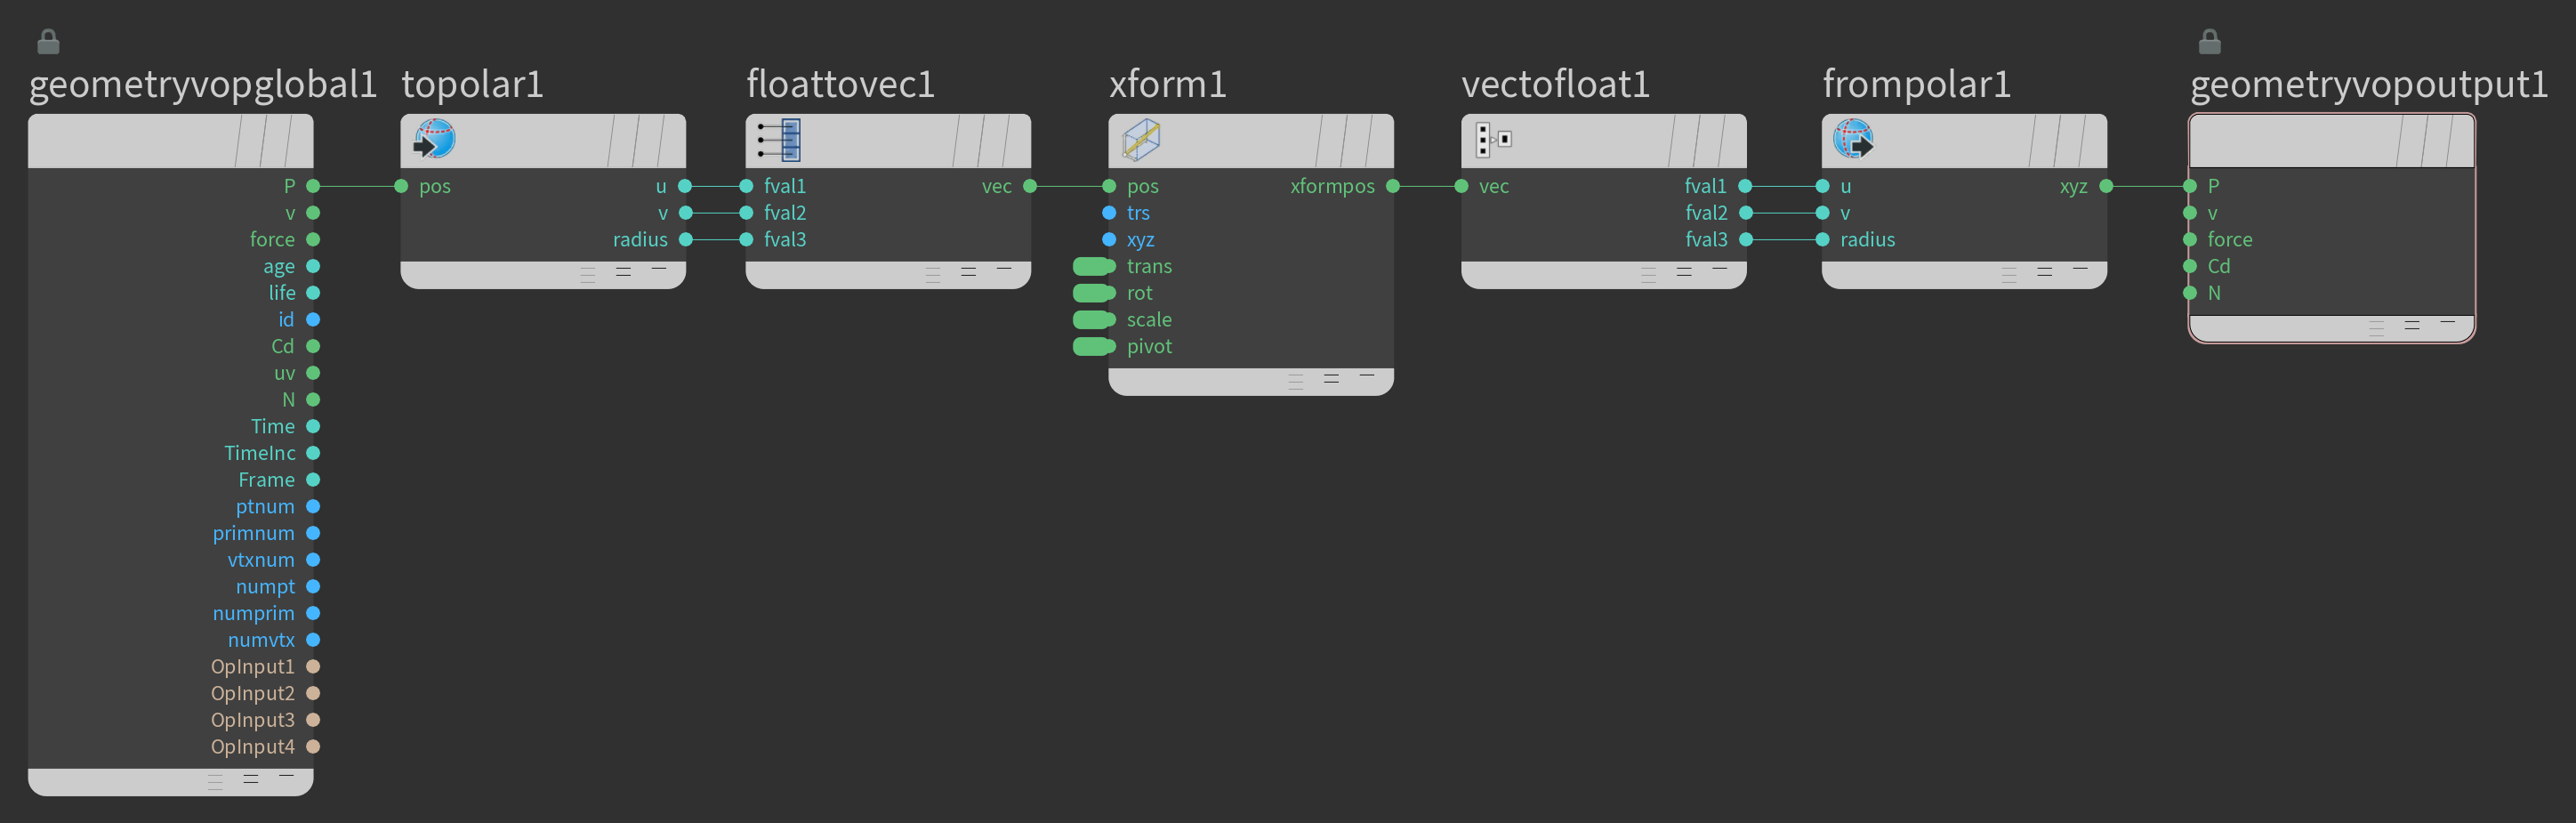 geometryvopglobal1
P
v
force
age
life
id
Cd
uv
N
Time
TimeInc
Frame
ptnum
primnum
vtxnum
numpt
numprim
numvtx
OpInput1
OpInput2
OpInput3
OpInput4
topolar1
pos
u
v
radius
floattovec1
fval1
fval2
fval3
vec
xform1
pos
trs
xyz
trans
rot
scale
pivot
xformpos
vectofloat1
vec
fval1
fval2
fval3
frompolar1
u
v
radius
xyz
geometryvopoutput1
P
v
force
Cd
N